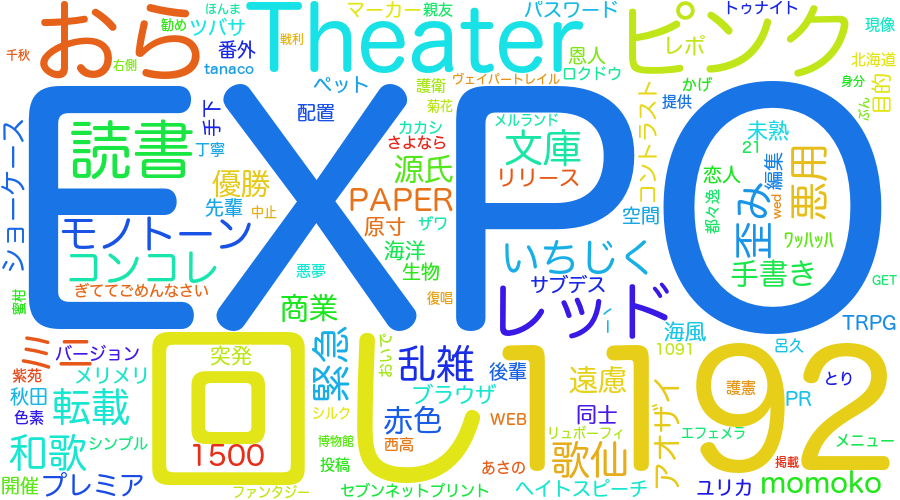 千秋
おら
右側
勧め
ほんま
ツバサ
番外
tanaco
戦利
Theater
マーカー
親友
パスワード
恩人
ロクドウ
ヴェイパートレイル
ピンク
レポ
トゥナイト
現像
北海道
身分
目的
ぶん
かげ
提供
コントラスト
ペット
護衛
菊花
配置
手下
丁寧
カカシ
さよなら
メルランド
文庫
リリース
源氏
読書
優勝
先輩
中止
PAPER
原寸
ザワ
EXPO
ショーケース
モノトーン
コンコレ
ぎててごめんなさい
蜜柑
悪夢
海洋
生物
復唱
商業
いちじく
サブデス
レッド
イー
空間
恋人
都々逸
21
未熟
編集
wed
歪み
悪用
ワッハッハ
手書き
GET
TRPG
海風
1091
呂久
ミニ
バージョン
紫苑
メリメリ
秋田
色素
転載
和歌
シンプル
開催
プレミア
回し
突発
1500
ファンタジー
緊急
シルク
博物館
投稿
おいで
乱雑
ブラウザ
赤色
西高
セブンネットプリント
後輩
WEB
あさの
1192
遠慮
同士
リュボーフィ
歌仙
ヘイトスピーチ
アオザイ
エフェメラ
護憲
PR
とり
メニュー
掲載
ユリカ
momoko